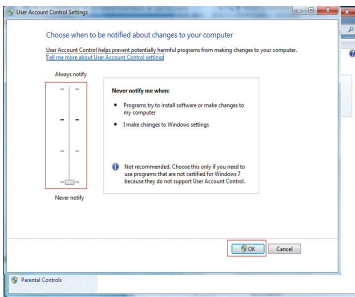 User Account Control Settings
Choose when to be notified about changes to your computer
User Account Control helps prevent potentially harmful programs from making changes to your computer.
Tell me more about User Account Control settings
Always notify
Never notify me when:
• Programs try to install software or make changes to
my computer
• I make changes to Windows settings
Not recommended. Choose this only if you need to
use programs that are not certified for Windows 7
because they do not support User Account Control.
Never notify
OK
Cancel
Parental Controls